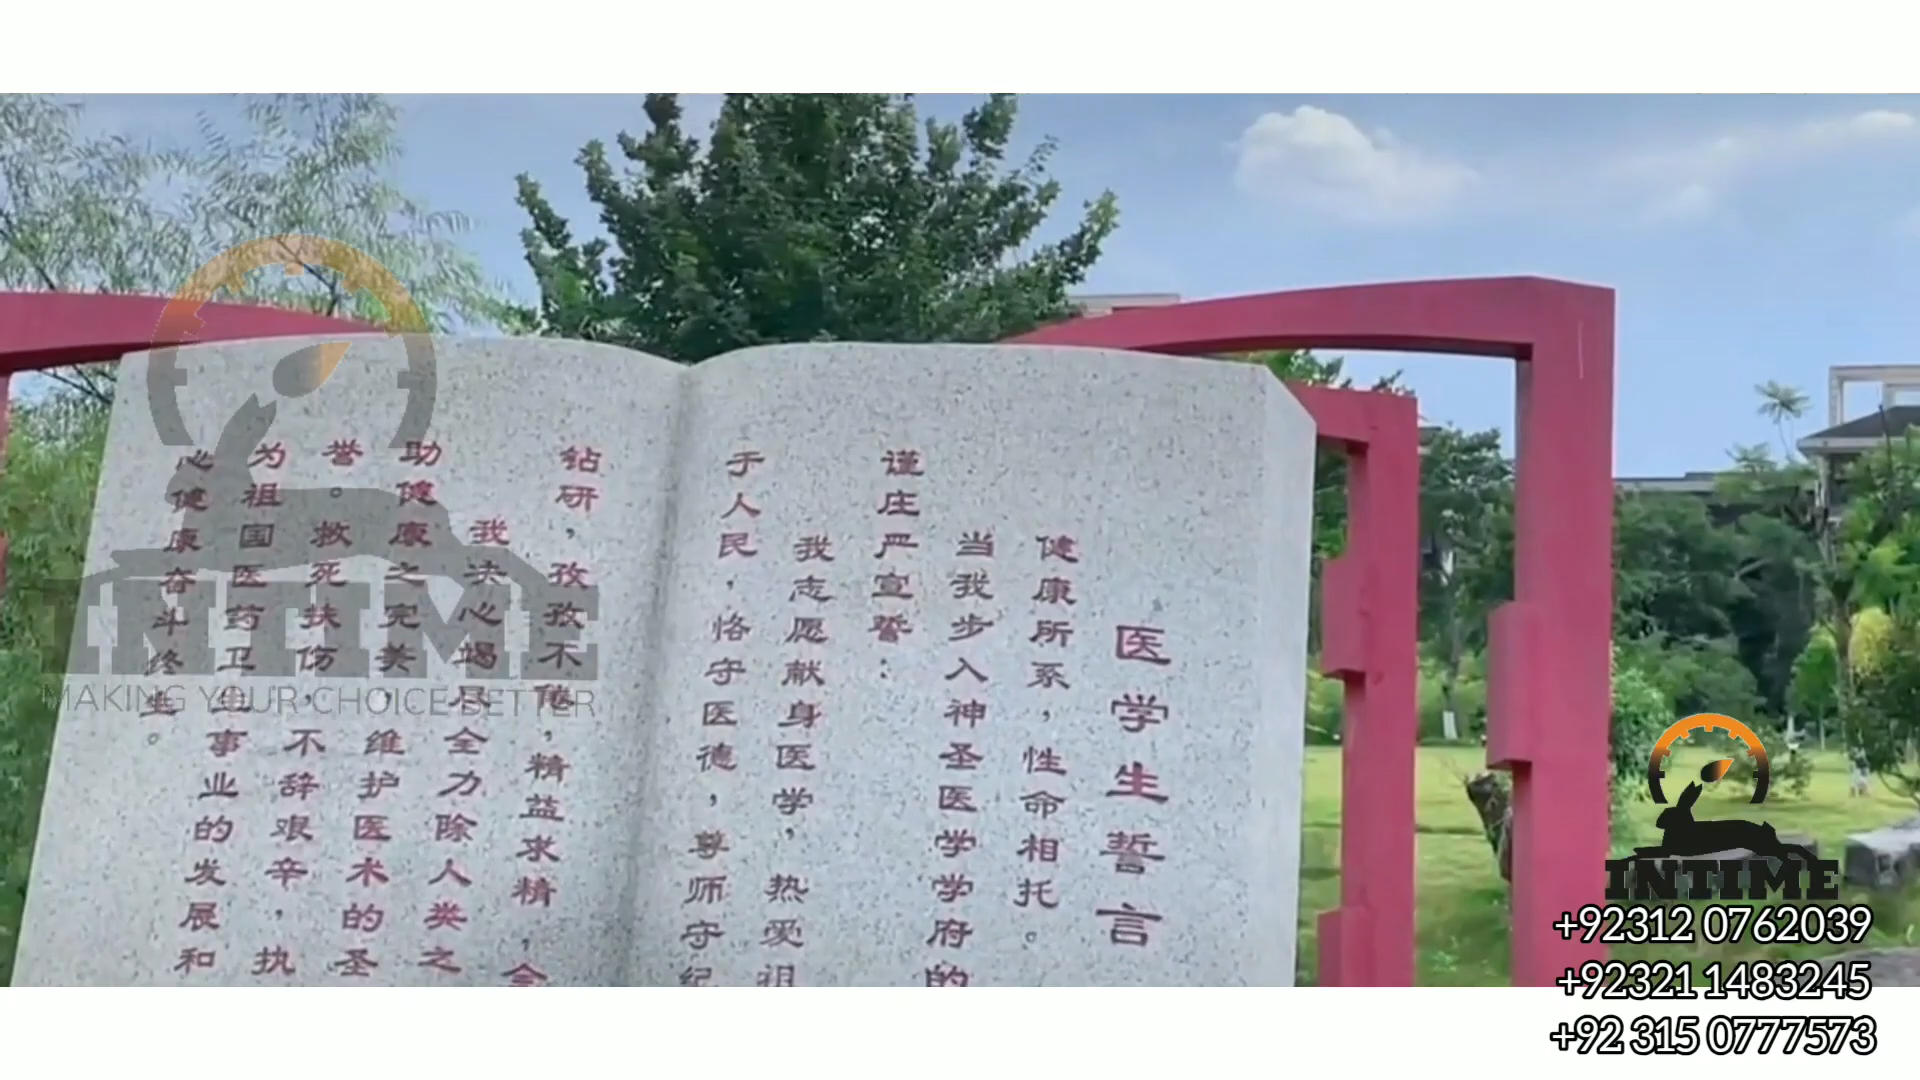 医学生誓言
健康所系，性命相托。
当我步入神圣医学学府的
谨庄严宣誓：
我志愿献身医学，热爱祖
于人民，恪守医德，尊师守纪
钻研，孜孜不倦，精益求精，全
我决心竭尽全力除人类之
助健康之完美，维护医术的圣
誉。救死扶伤，不辞艰辛，执
为祖国医药卫生事业的发展和
心健康奋斗终生。
INTIME
MAKING YOUR CHOICE BETTER
INTIME
+92312 0762039
+92321 1483245
+92 315 0777573